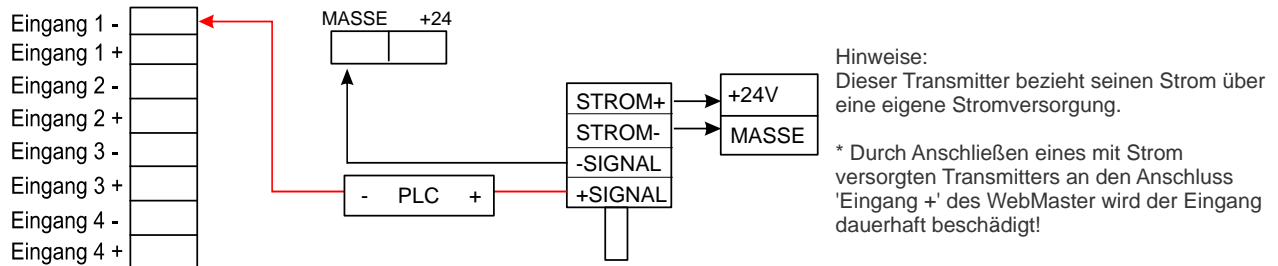 Eingang 1 -
Eingang 1 +
Eingang 2 -
Eingang 2 +
Eingang 3 -
Eingang 3 +
Eingang 4 -
Eingang 4 +
MASSE +24
- PLC +
STROM+
STROM-
-SIGNAL
+SIGNAL
+24V
MASSE
Hinweise:
Dieser Transmitter bezieht seinen Strom über
eine eigene Stromversorgung.
* Durch Anschließen eines mit Strom
versorgten Transmitters an den Anschluss
'Eingang +' des WebMaster wird der Eingang
dauerhaft beschädigt!